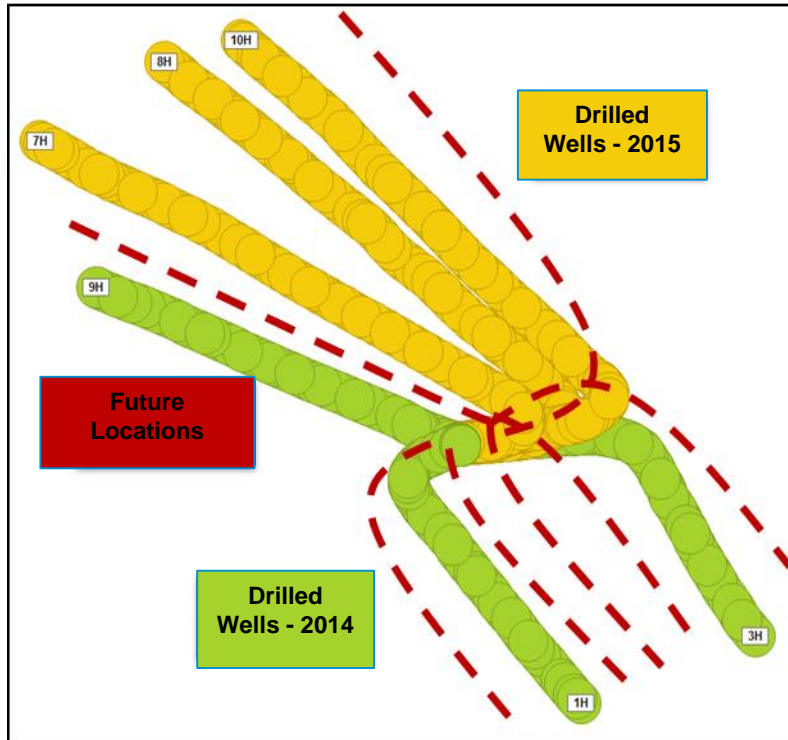 10H
8H
Drilled
Wells - 2015
7H
9H
Future
Locations
Drilled
Wells - 2014
3H
1H